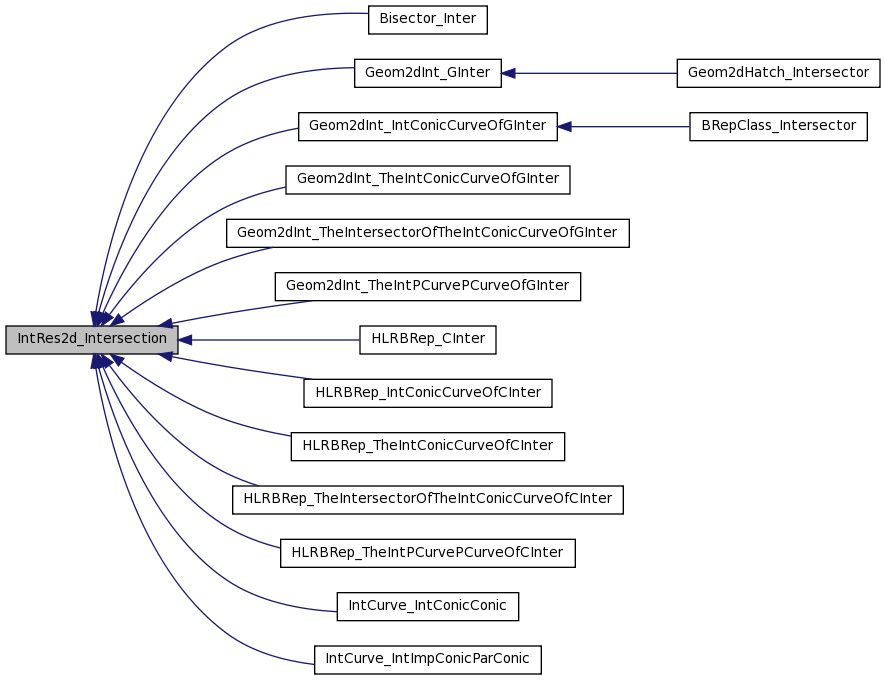 Bisector_Inter
Geom2dInt_GInter
Geom2dHatch_Intersector
Geom2dInt_IntConicCurveOfGInter
BRepClass_Intersector
Geom2dInt_TheIntConicCurveOfGInter
Geom2dInt_TheIntersectorOfTheIntConicCurveOfGInter
Geom2dInt_TheIntPCurvePCurveOfGInter
IntRes2d_Intersection
HLRBRep_CInter
HLRBRep_IntConicCurveOfCInter
HLRBRep_TheIntConicCurveOfCInter
HLRBRep_TheIntersectorOfTheIntConicCurveOfCInter
HLRBRep_TheIntPCurvePCurveOfCInter
IntCurve_IntConicConic
IntCurve_IntImpConicParConic